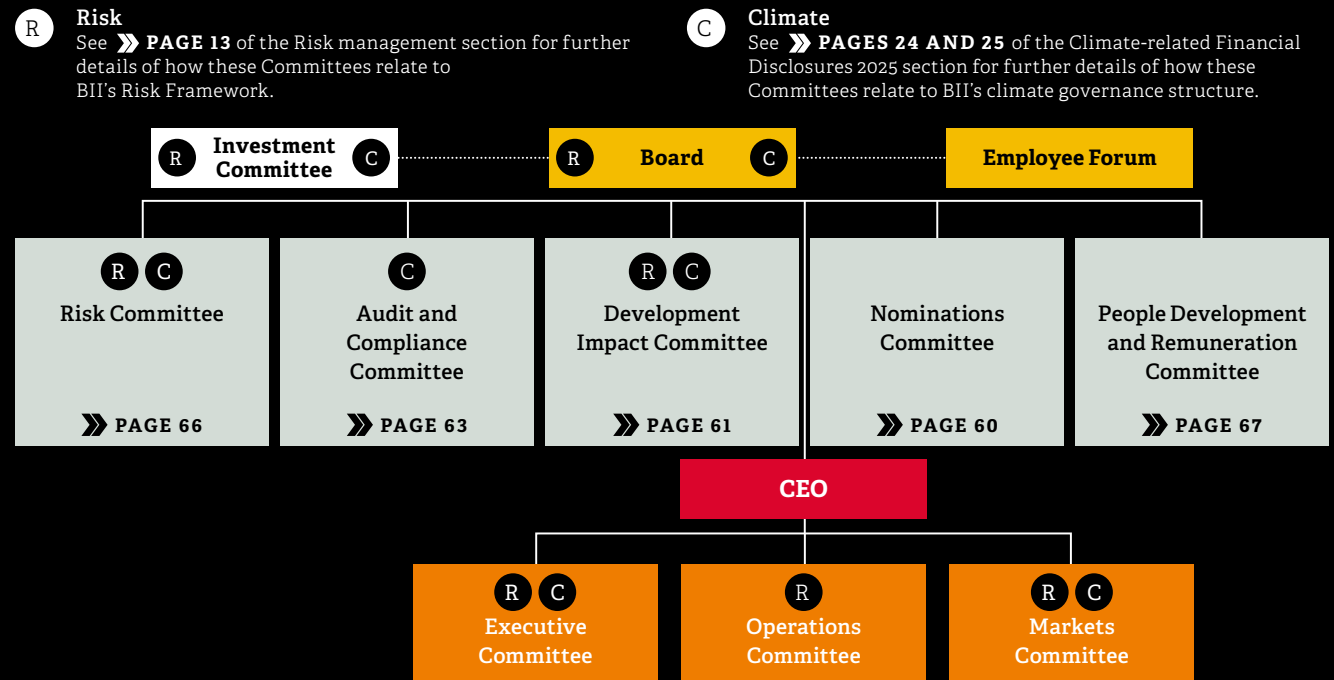 R
Risk
See PAGE 13 of the Risk management section for further
details of how these Committees relate to
BII's Risk Framework.
C
Climate
See PAGES 24 AND 25 of the Climate-related Financial
Disclosures 2025 section for further details of how these
Committees relate to BII's climate governance structure.
R
Investment
Committee
C
R
Board
C
Employee Forum
R C
Risk Committee
PAGE 66
C
Audit and
Compliance
Committee
PAGE 63
R C
Development
Impact Committee
PAGE 61
Nominations
Committee
PAGE 60
People Development
and Remuneration
Committee
PAGE 67
CEO
R C
Executive
Committee
R
Operations
Committee
R C
Markets
Committee